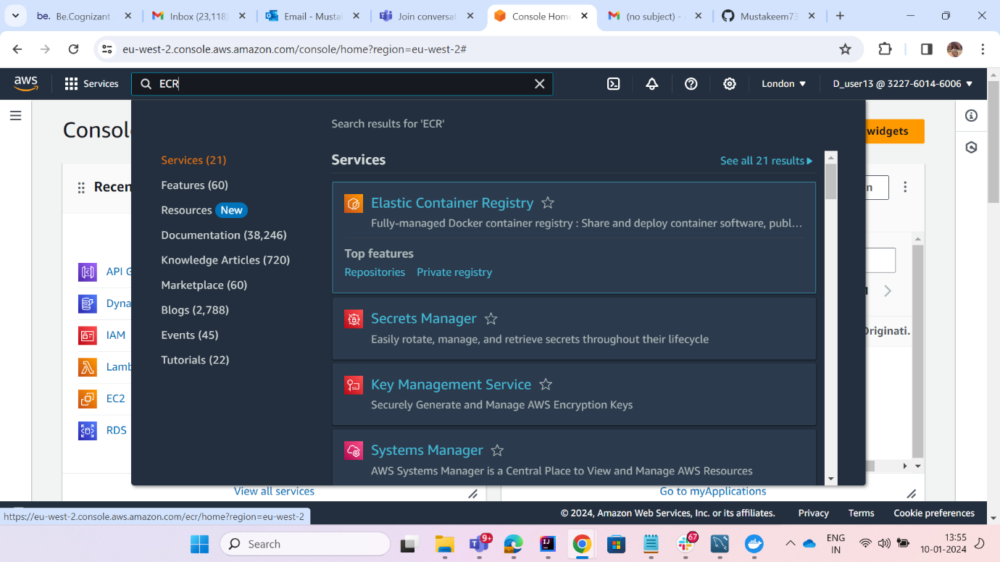 be. Be.Cognizant
Inbox (23,118)
Email - Musta
Join conversat
Console Hom
(no subject) -
Mustakeem73
eu-west-2.console.aws.amazon.com/console/home?region=eu-west-2#
aws
Services
ECR
London
D_user13 @ 3227-6014-6006
Consol
widgets
Search results for 'ECR'
Services (21)
Features (60)
Resources New
Documentation (38,246)
Knowledge Articles (720)
Marketplace (60)
Blogs (2,788)
Events (45)
Tutorials (22)
Services
See all 21 results
Elastic Container Registry
Fully-managed Docker container registry : Share and deploy container software, publ...
Top features
Repositories Private registry
Secrets Manager
Easily rotate, manage, and retrieve secrets throughout their lifecycle
Key Management Service
Securely Generate and Manage AWS Encryption Keys
Systems Manager
AWS Systems Manager is a Central Place to View and Manage AWS Resources
Recen
API G
Dyna
IAM
Lamb
EC2
RDS
n
Originati.
View all services
Go to myApplications
https://eu-west-2.console.aws.amazon.com/ecr/home?region=eu-west-2
© 2024, Amazon Web Services, Inc. or its affiliates.
Privacy
Terms
Cookie preferences
Search
9+
67
ENG
IN
13:55
10-01-2024